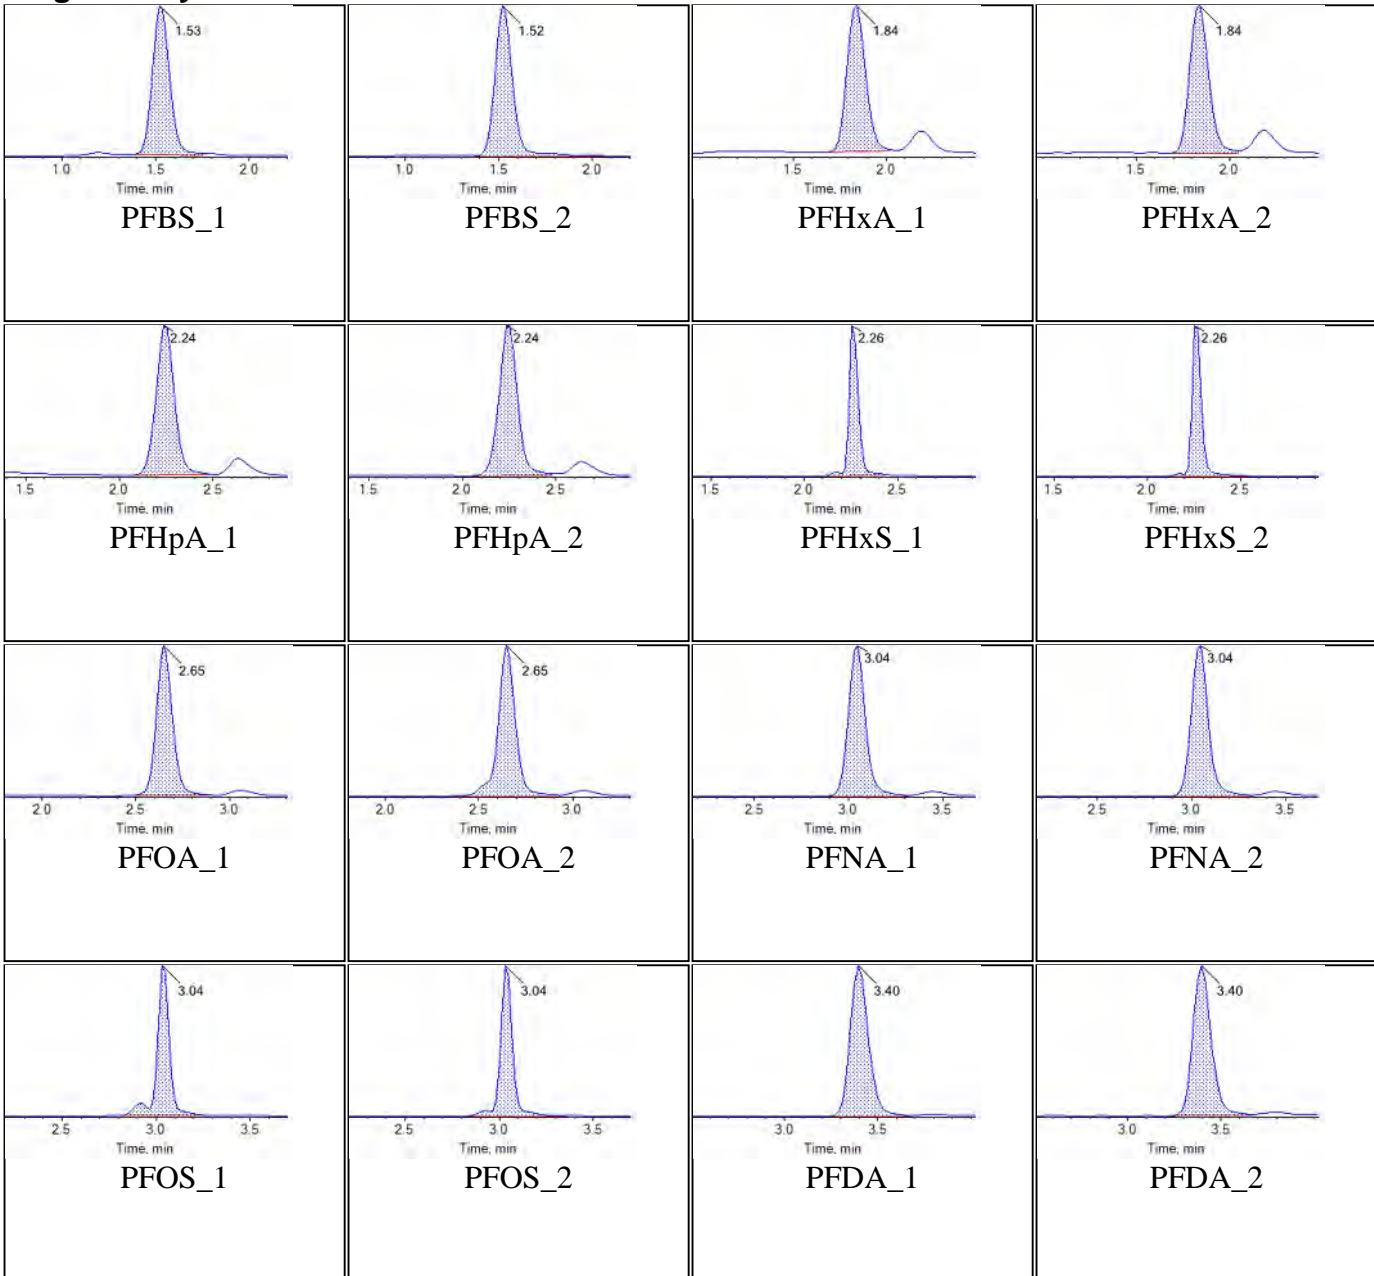 1.53 1.52 1.84 1.84
1.0 1.5 2.0 1.0 1.5 2.0 1.5 2.0 1.5 2.0
Time, min Time, min Time, min Time, min
PFBS_1 PFBS_2 PFHxA_1 PFHxA_2
2.24 2.24 2.26 2.26
1.5 2.0 2.5 1.5 2.0 2.5 1.5 2.0 2.5 1.5 2.0 2.5
Time, min Time, min Time, min Time, min
PFHpA_1 PFHpA_2 PFHxS_1 PFHxS_2
2.65 2.65 3.04 3.04
2.0 2.5 3.0 2.0 2.5 3.0 2.5 3.0 3.5 2.5 3.0 3.5
Time, min Time, min Time, min Time, min
PFOA_1 PFOA_2 PFNA_1 PFNA_2
3.04 3.04 3.40 3.40
2.5 3.0 3.5 2.5 3.0 3.5 3.0 3.5 3.0 3.5
Time, min Time, min Time, min Time, min
PFOS_1 PFOS_2 PFDA_1 PFDA_2